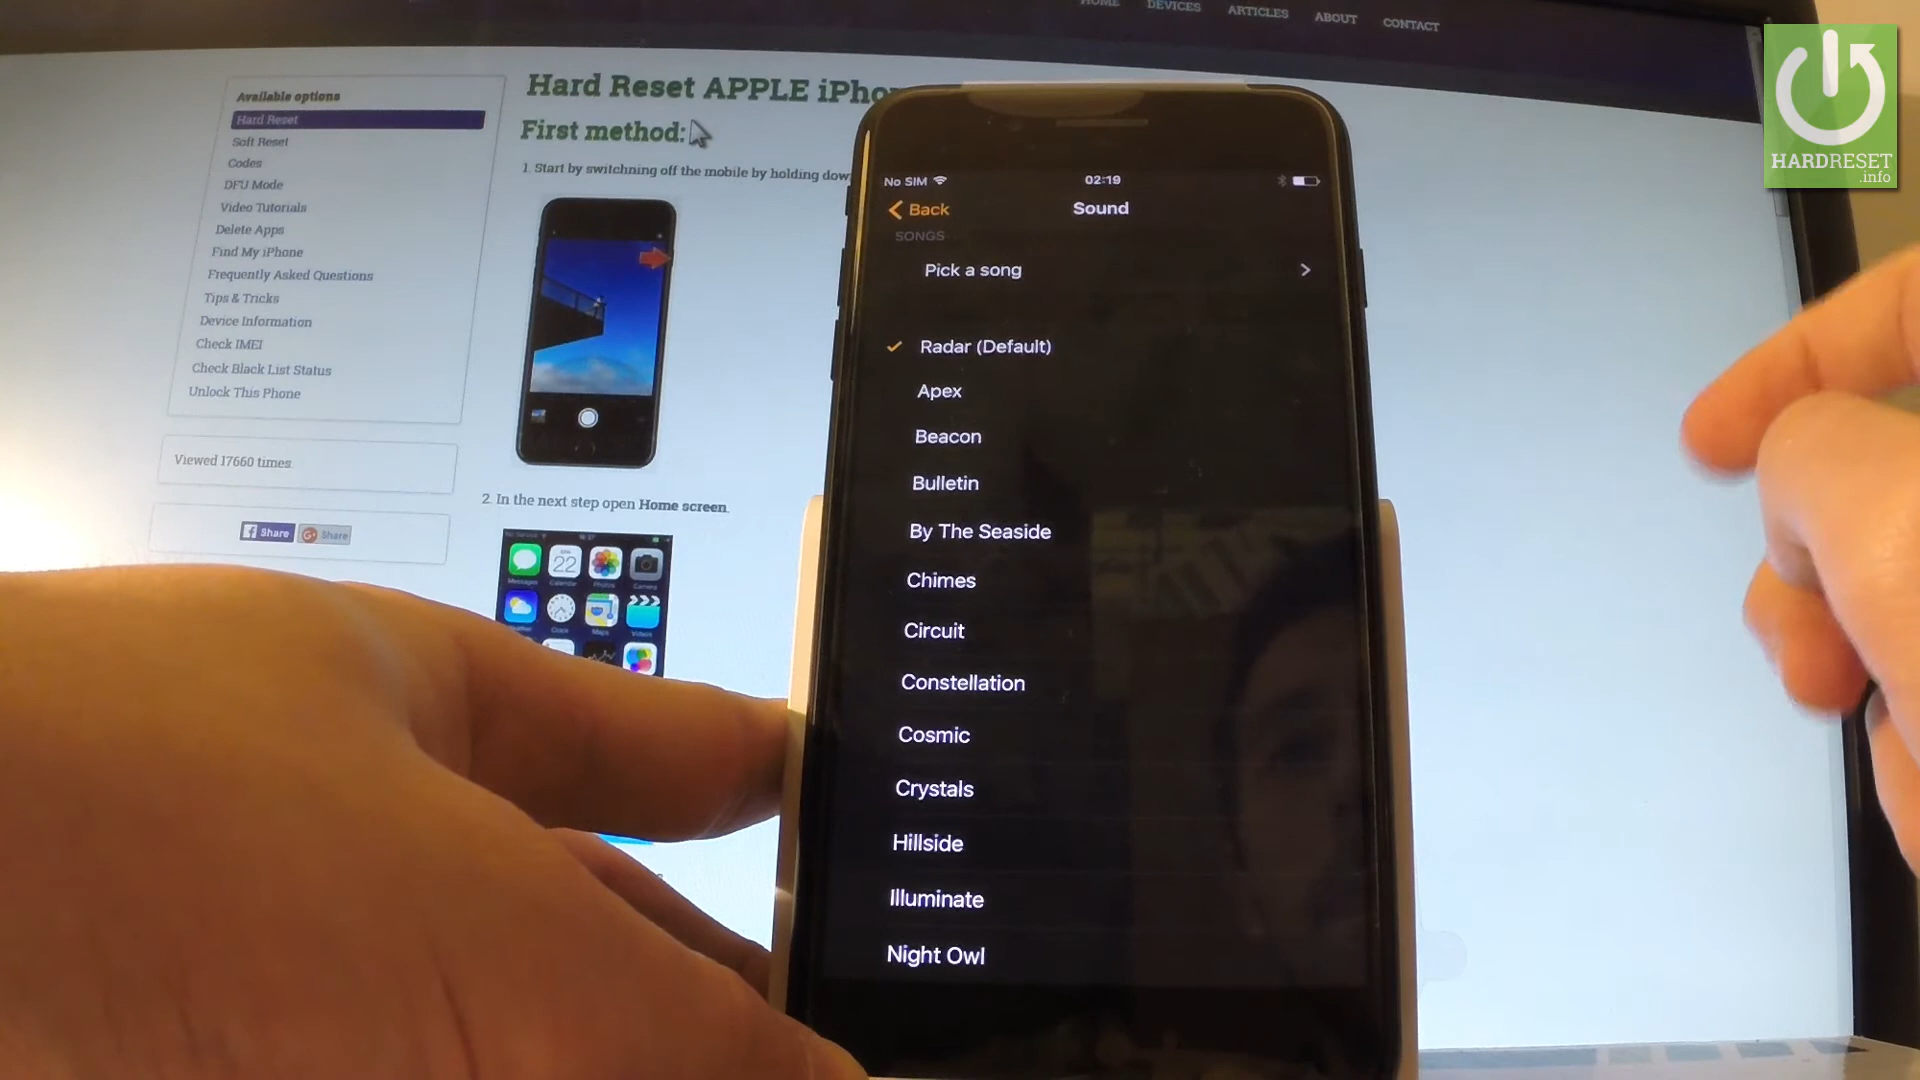 HOME DEVICES ARTICLES ABOUT CONTACT
HARDRESET
.info
Available options
Hard Reset
Soft Reset
Codes
DFU Mode
Video Tutorials
Delete Apps
Find My iPhone
Frequently Asked Questions
Tips & Tricks
Device Information
Check IMEI
Check Black List Status
Unlock This Phone
Viewed 17660 times.
Share
Share
Hard Reset APPLE iPho
First method:
1. Start by switchning off the mobile by holding dow
2. In the next step open Home screen.
22
No SIM 02:19
Back Sound
SONGS
Pick a song
Radar (Default)
Apex
Beacon
Bulletin
By The Seaside
Chimes
Circuit
Constellation
Cosmic
Crystals
Hillside
Illuminate
Night Owl